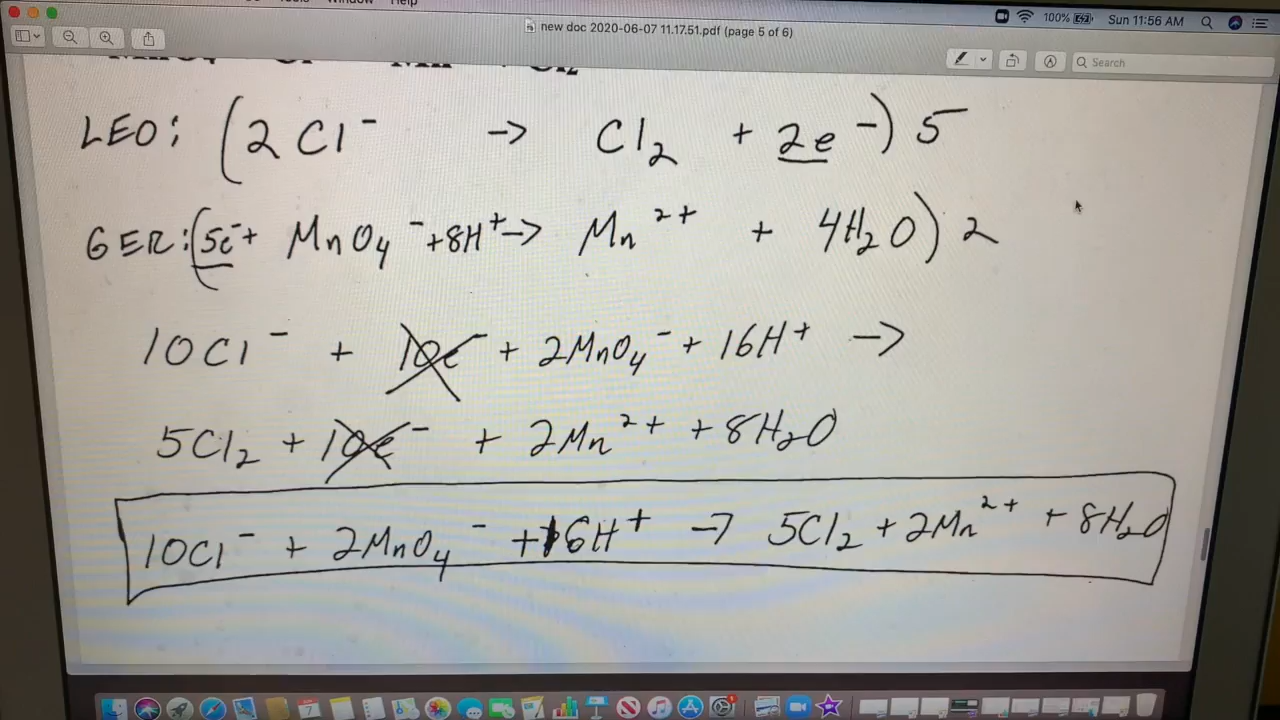 Window Help
100% Sun 11:56 AM
new doc 2020-06-07 11.17.51.pdf (page 5 of 6)
Search
LEO: (2Cl⁻ → Cl₂ + 2e⁻) 5
GER: (5e⁻ + MnO₄⁻ + 8H⁺ → Mn²⁺ + 4H₂O) 2
10Cl⁻ + 10e⁻ + 2MnO₄⁻ + 16H⁺ →
5Cl₂ + 10e⁻ + 2Mn²⁺ + 8H₂O
10Cl⁻ + 2MnO₄⁻ + 16H⁺ → 5Cl₂ + 2Mn²⁺ + 8H₂O